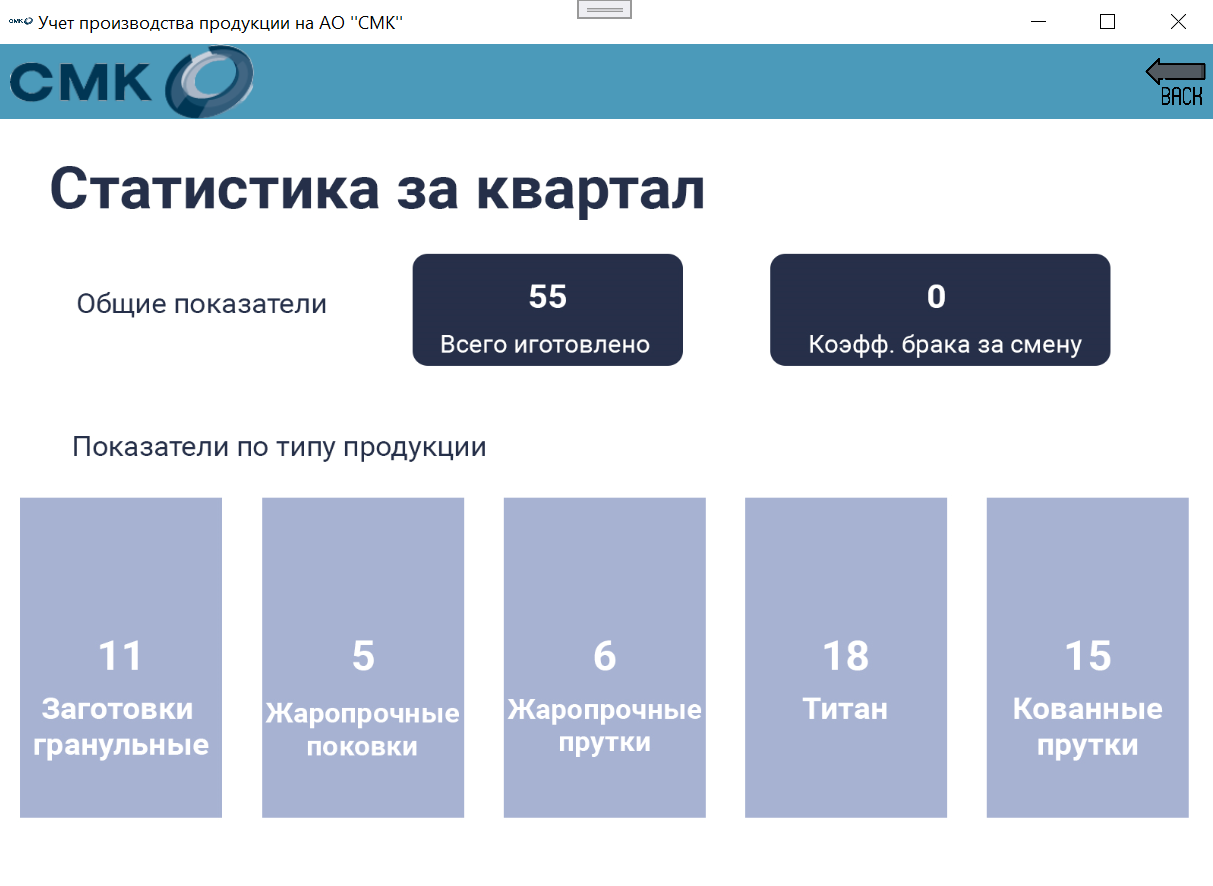 СМК Учет производства продукции на АО "СМК"
СМК
BACK
Статистика за квартал
Общие показатели
55
Всего иготовлено
0
Коэфф. брака за смену
Показатели по типу продукции
11
Заготовки
гранульные
5
Жаропрочные
поковки
6
Жаропрочные
прутки
18
Титан
15
Кованные
прутки